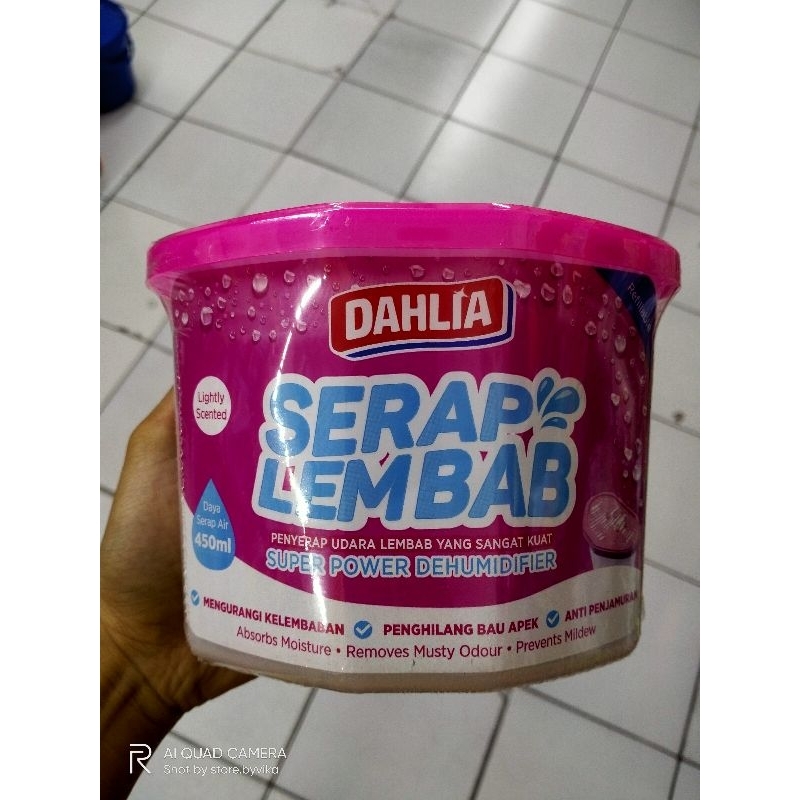 DAHLIA
Lightly
Scented
SERAP
LEMBAB
Daya
Serap Air
450ml
PENYERAP UDARA LEMBAB YANG SANGAT KUAT
SUPER POWER DEHUMIDIFIER
MENGURANGI KELEMBABAN PENGHILANG BAU APEK ANTI PENJAMURAN
Absorbs Moisture • Removes Musty Odour • Prevents Mildew
AI QUAD CAMERA
Shot by store.byvika